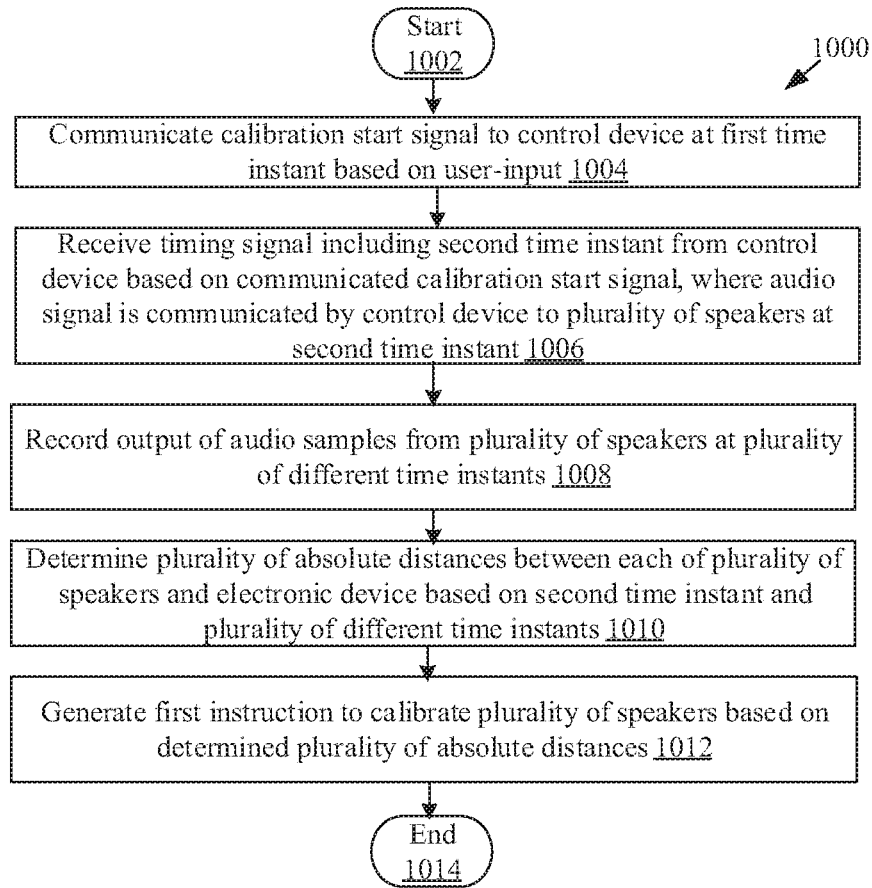 Start
1002
1000
Communicate calibration start signal to control device at first time
instant based on user-input 1004
Receive timing signal including second time instant from control
device based on communicated calibration start signal, where audio
signal is communicated by control device to plurality of speakers at
second time instant 1006
Record output of audio samples from plurality of speakers at plurality
of different time instants 1008
Determine plurality of absolute distances between each of plurality of
speakers and electronic device based on second time instant and
plurality of different time instants 1010
Generate first instruction to calibrate plurality of speakers based on
determined plurality of absolute distances 1012
End
1014